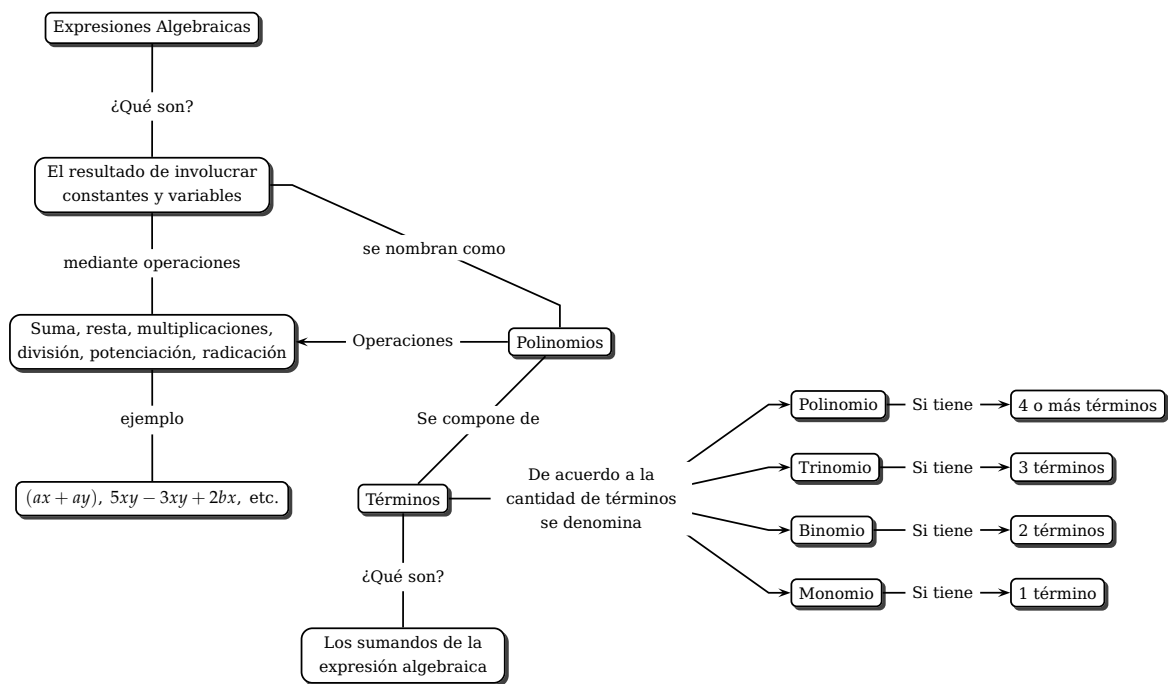 Expresiones Algebraicas
¿Qué son?
El resultado de involucrar
constantes y variables
se nombran como
mediante operaciones
Suma, resta, multiplicaciones,
división, potenciación, radicación
Operaciones
Polinomios
ejemplo
(ax + ay), 5xy − 3xy + 2bx, etc.
Se compone de
Términos
¿Qué son?
Los sumandos de la
expresión algebraica
De acuerdo a la
cantidad de términos
se denomina
Polinomio Si tiene 4 o más términos
Trinomio Si tiene 3 términos
Binomio Si tiene 2 términos
Monomio Si tiene 1 término